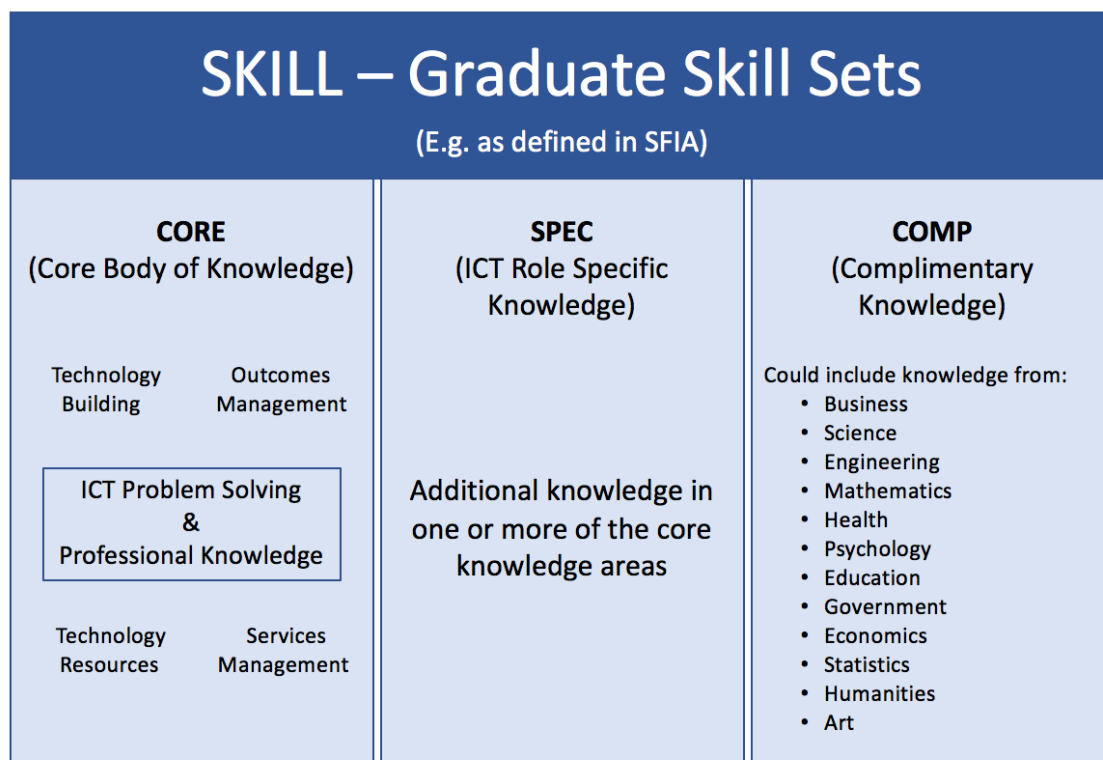 SKILL – Graduate Skill Sets
(E.g. as defined in SFIA)
CORE
(Core Body of Knowledge)
Technology
Building
Outcomes
Management
ICT Problem Solving
&
Professional Knowledge
Technology
Resources
Services
Management
SPEC
(ICT Role Specific
Knowledge)
Additional knowledge in
one or more of the core
knowledge areas
COMP
(Complimentary
Knowledge)
Could include knowledge from:
• Business
• Science
• Engineering
• Mathematics
• Health
• Psychology
• Education
• Government
• Economics
• Statistics
• Humanities
• Art